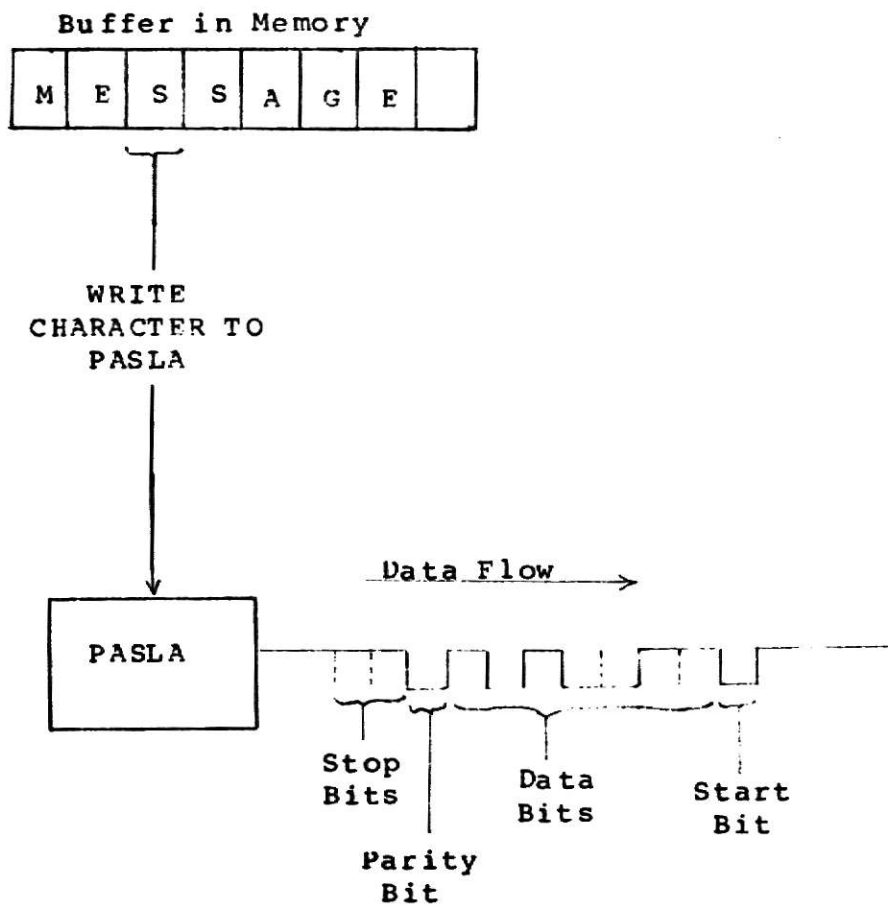 Buffer in Memory
M E S S A G E
WRITE
CHARACTER TO
PASLA
Data Flow
PASLA
Stop
Bits
Data
Bits
Start
Bit
Parity
Bit